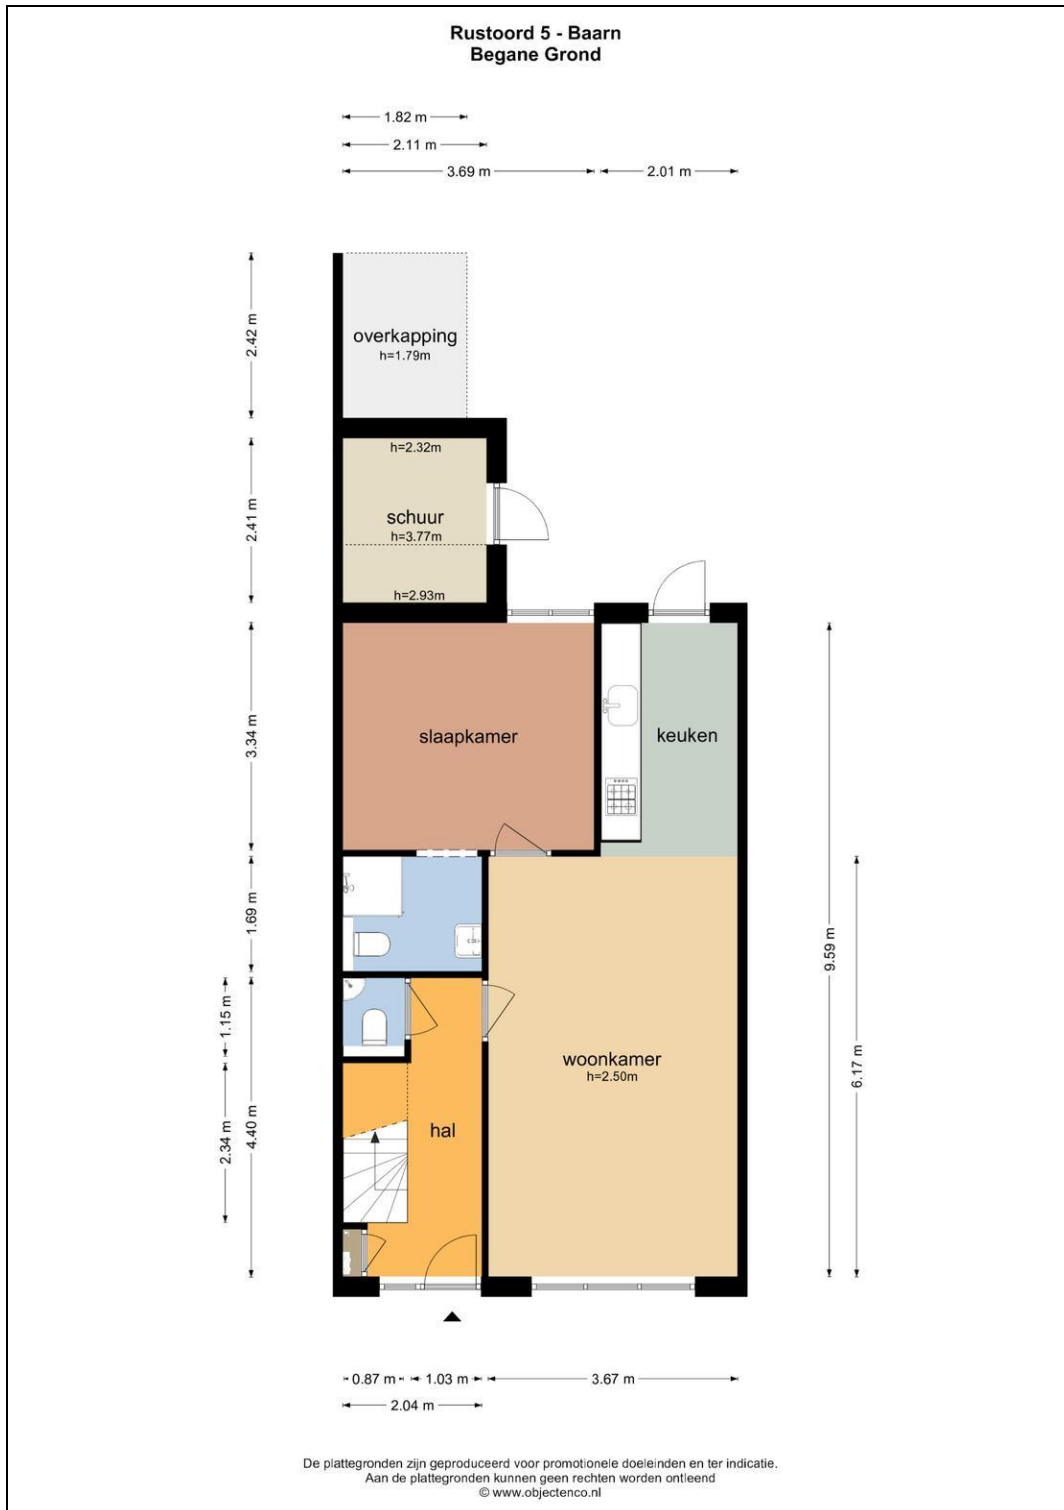 Rustoord 5 - Baarn
Begane Grond
1.82 m
2.11 m
3.69 m
2.01 m
2.42 m
overkapping
h=1.79m
2.41 m
h=2.32m
schuur
h=3.77m
h=2.93m
3.34 m
slaapkamer
keuken
9.59 m
1.69 m
1.15 m
4.40 m
2.34 m
woonkamer
h=2.50m
6.17 m
hal
0.87 m
1.03 m
3.67 m
2.04 m
De plattegronden zijn geproduceerd voor promotionele doeleinden en ter indicatie.
Aan de plattegronden kunnen geen rechten worden ontleend
© www.objectenco.nl